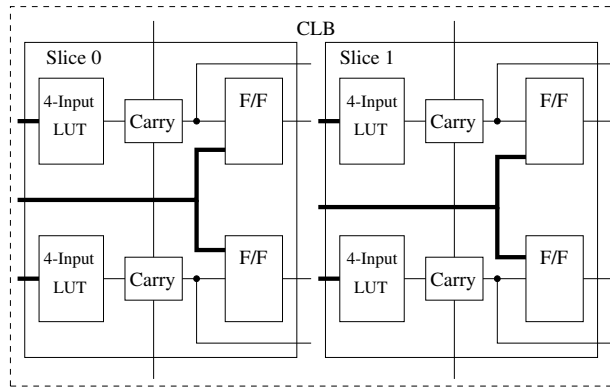 CLB
Slice 0
4-Input
LUT
Carry
F/F
4-Input
LUT
Carry
F/F
Slice 1
4-Input
LUT
Carry
F/F
4-Input
LUT
Carry
F/F